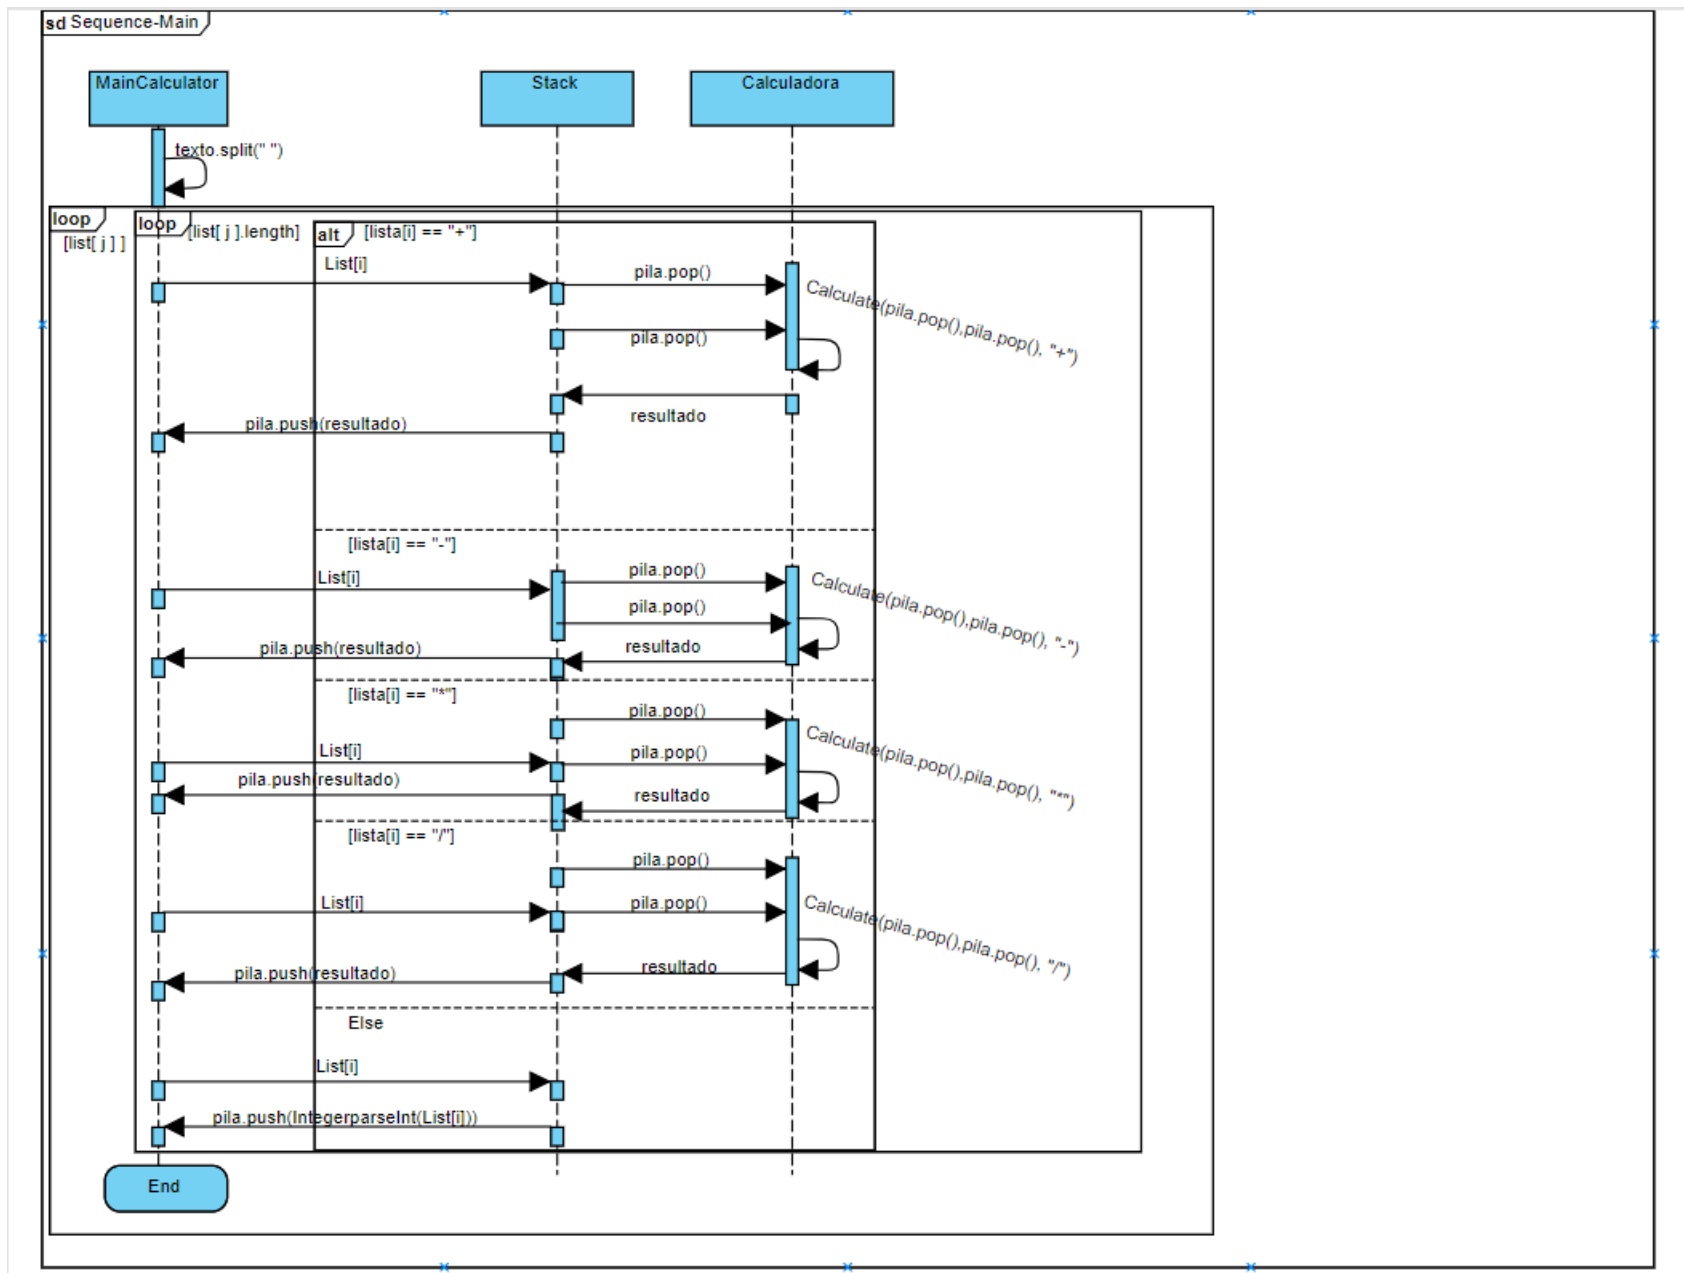 sd Sequence-Main
MainCalculator
Stack
Calculadora
texto.split(" ")
loop
[list[ j ] ]
loop
[list[ j ].length]
alt
[lista[i] == "+"]
List[i]
pila.pop()
Calculate(pila.pop(),pila.pop(), "+")
pila.pop()
resultado
pila.push(resultado)
[lista[i] == "-"]
List[i]
pila.pop()
Calculate(pila.pop(),pila.pop(), "-")
pila.pop()
resultado
pila.push(resultado)
[lista[i] == "*"]
pila.pop()
Calculate(pila.pop(),pila.pop(), "*")
List[i]
pila.pop()
pila.push(resultado)
resultado
[lista[i] == "/"]
pila.pop()
List[i]
pila.pop()
Calculate(pila.pop(),pila.pop(), "/")
resultado
pila.push(resultado)
Else
List[i]
pila.push(IntegerparseInt(List[i]))
End